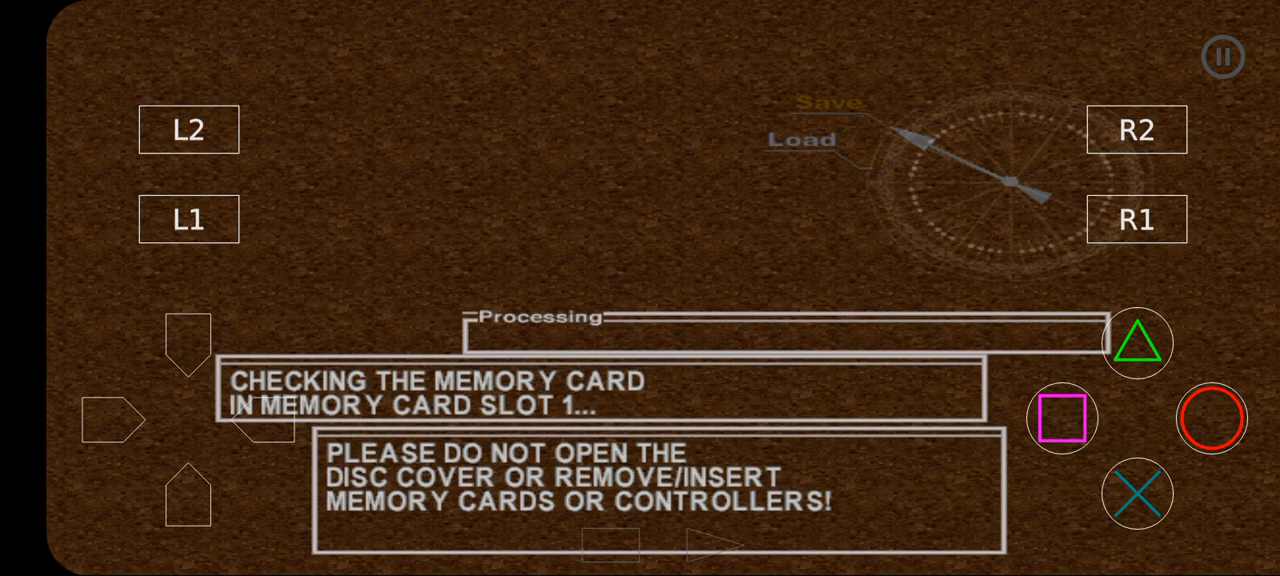 Save
L2
R2
Load
L1
R1
Processing
CHECKING THE MEMORY CARD
IN MEMORY CARD SLOT 1...
PLEASE DO NOT OPEN THE
DISC COVER OR REMOVE/INSERT
MEMORY CARDS OR CONTROLLERS!